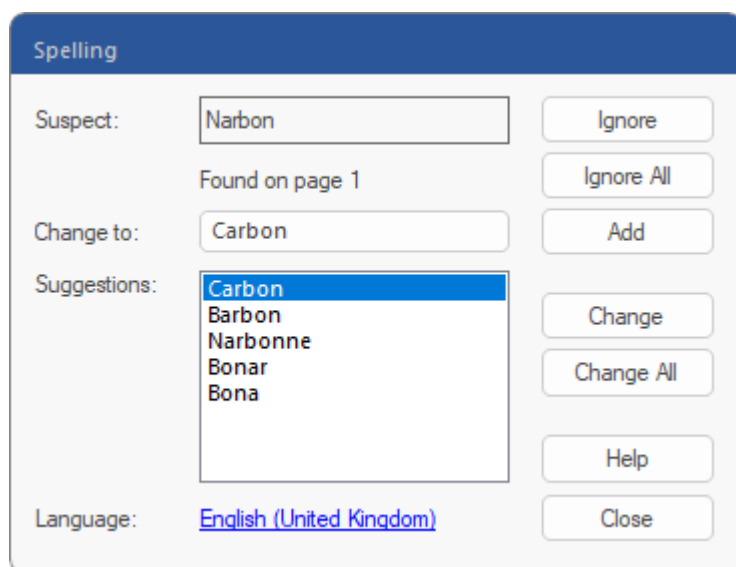 Spelling
Suspect: Narbon Ignore
Found on page 1 Ignore All
Change to: Carbon Add
Suggestions: Carbon
Barbon
Narbonne
Bonar
Bona
Change
Change All
Help
Language: English (United Kingdom) Close